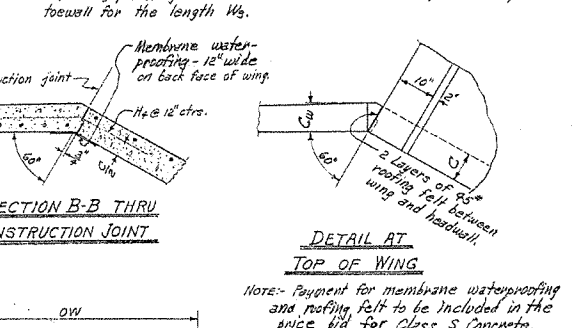 toewall for the length W3.
Membrane water-
proofing - 12" wide
on back face of wing.
ction joint
H4 @ 12" ctrs.
60°
ECTION B-B THRU
NSTRUCTION JOINT
OW
10"
2"
CW
60°
C
2 Layers of 45#
roofing felt between
wing and headwall.
DETAIL AT
TOP OF WING
NOTE:- Payment for membrane waterproofing
and roofing felt to be included in the
price bid for Class S Concrete